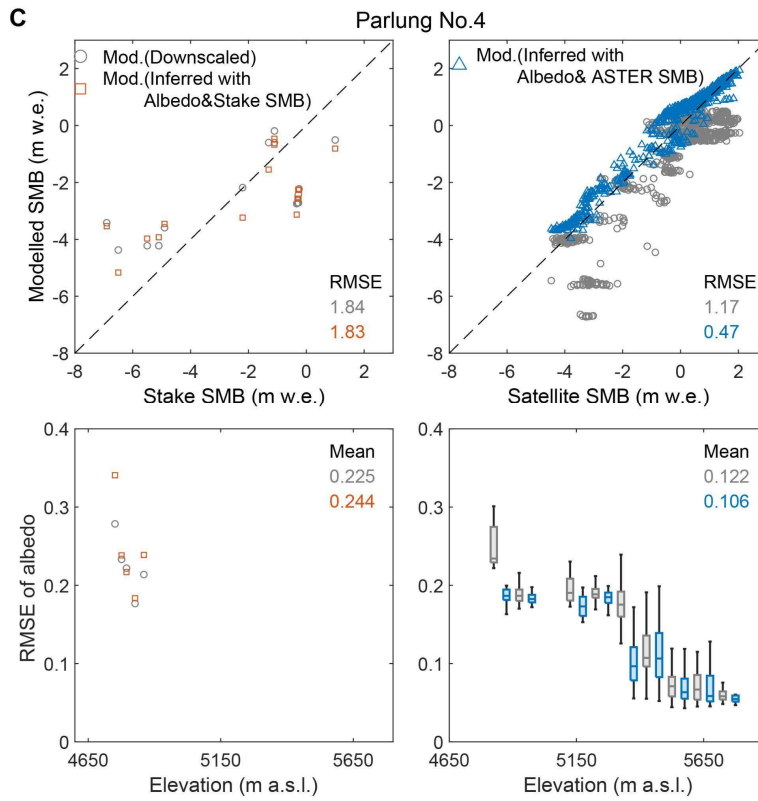 C
Parlung No.4
Mod.(Downscaled)
Mod.(Inferred with
Albedo&Stake SMB)
Modelled SMB (m w.e.)
2
0
-2
-4
-6
-8
RMSE
1.84
1.83
-8 -6 -4 -2 0 2
Stake SMB (m w.e.)
Mod.(Inferred with
Albedo& ASTER SMB)
2
0
-2
-4
-6
-8
RMSE
1.17
0.47
-8 -6 -4 -2 0 2
Satellite SMB (m w.e.)
RMSE of albedo
0.4
0.3
0.2
0.1
0
Mean
0.225
0.244
4650 5150 5650
Elevation (m a.s.l.)
0.4
0.3
0.2
0.1
0
Mean
0.122
0.106
4650 5150 5650
Elevation (m a.s.l.)